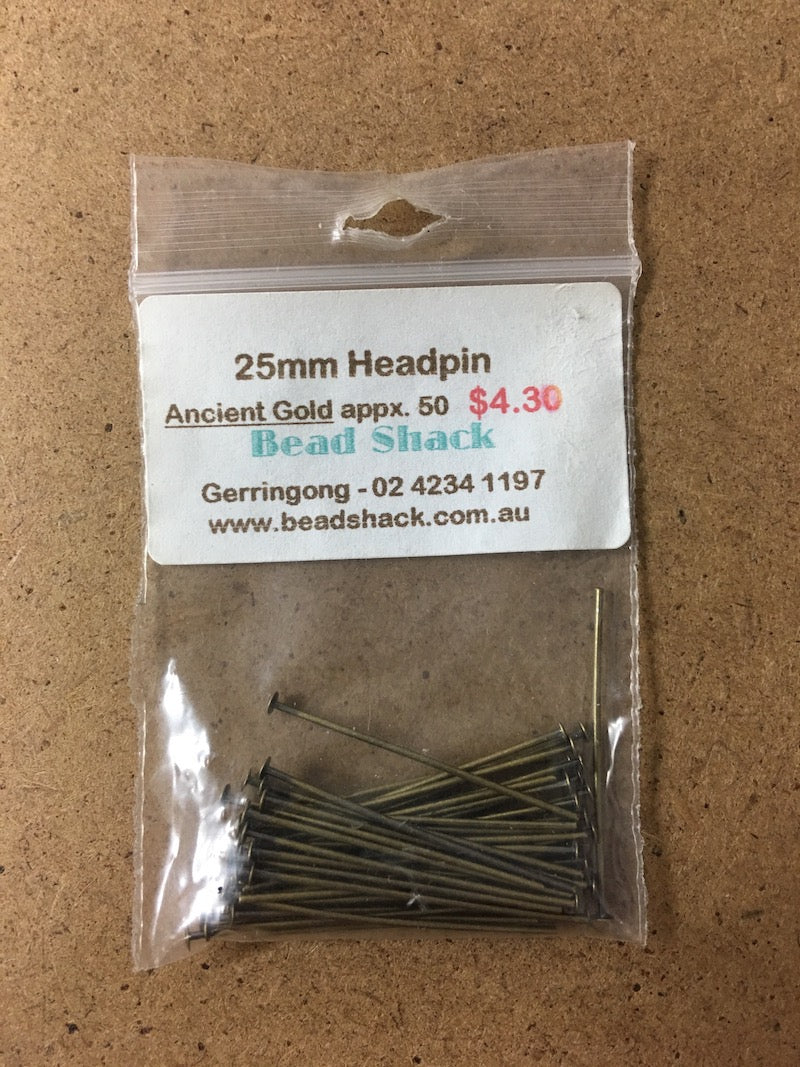 25mm Headpin
Ancient Gold appx. 50 $4.30
Bead Shack
Gerringong - 02 4234 1197
www.beadshack.com.au